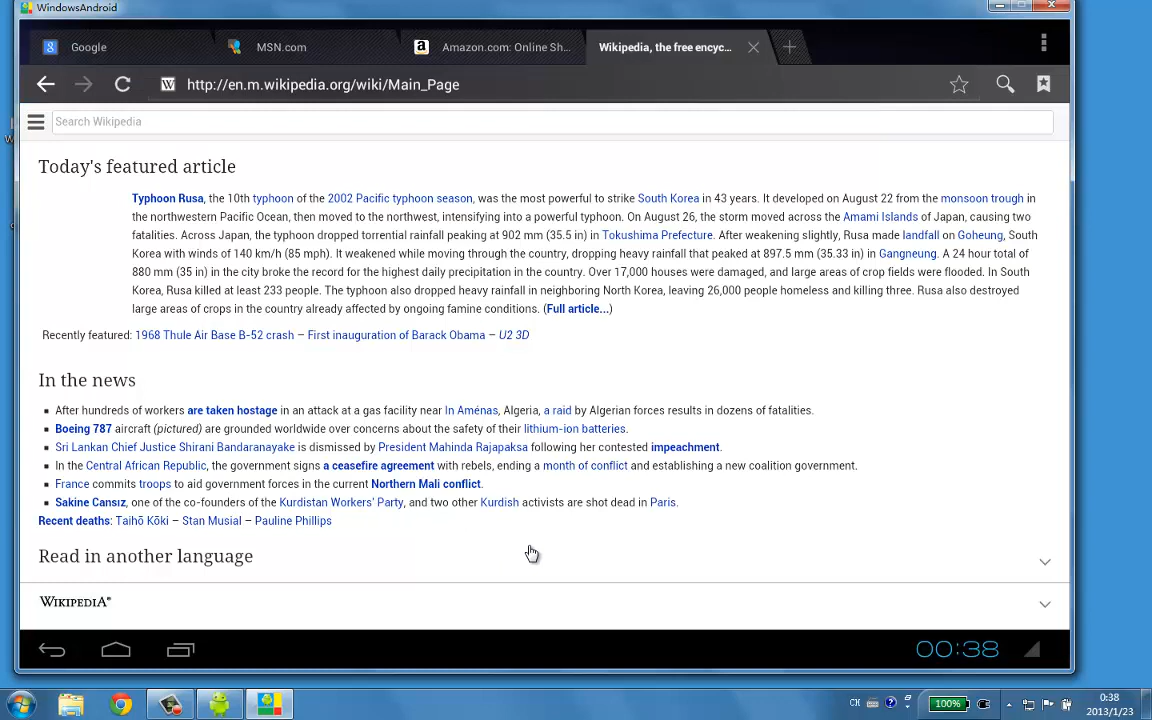 WindowsAndroid
Google
MSN.com
Amazon.com: Online Sh...
Wikipedia, the free encyc...
http://en.m.wikipedia.org/wiki/Main_Page
Search Wikipedia
Today's featured article
Typhoon Rusa, the 10th typhoon of the 2002 Pacific typhoon season, was the most powerful to strike South Korea in 43 years. It developed on August 22 from the monsoon trough in
the northwestern Pacific Ocean, then moved to the northwest, intensifying into a powerful typhoon. On August 26, the storm moved across the Amami Islands of Japan, causing two
fatalities. Across Japan, the typhoon dropped torrential rainfall peaking at 902 mm (35.5 in) in Tokushima Prefecture. After weakening slightly, Rusa made landfall on Goheung, South
Korea with winds of 140 km/h (85 mph). It weakened while moving through the country, dropping heavy rainfall that peaked at 897.5 mm (35.33 in) in Gangneung. A 24 hour total of
880 mm (35 in) in the city broke the record for the highest daily precipitation in the country. Over 17,000 houses were damaged, and large areas of crop fields were flooded. In South
Korea, Rusa killed at least 233 people. The typhoon also dropped heavy rainfall in neighboring North Korea, leaving 26,000 people homeless and killing three. Rusa also destroyed
large areas of crops in the country already affected by ongoing famine conditions. (Full article...)
Recently featured: 1968 Thule Air Base B-52 crash – First inauguration of Barack Obama – U2 3D
In the news
After hundreds of workers are taken hostage in an attack at a gas facility near In Aménas, Algeria, a raid by Algerian forces results in dozens of fatalities.
Boeing 787 aircraft (pictured) are grounded worldwide over concerns about the safety of their lithium-ion batteries.
Sri Lankan Chief Justice Shirani Bandaranayake is dismissed by President Mahinda Rajapaksa following her contested impeachment.
In the Central African Republic, the government signs a ceasefire agreement with rebels, ending a month of conflict and establishing a new coalition government.
France commits troops to aid government forces in the current Northern Mali conflict.
Sakine Cansız, one of the co-founders of the Kurdistan Workers' Party, and two other Kurdish activists are shot dead in Paris.
Recent deaths: Taihō Kōki – Stan Musial – Pauline Phillips
Read in another language
WIKIPEDIA®
00:38
CH
100%
0:38
2013/1/23